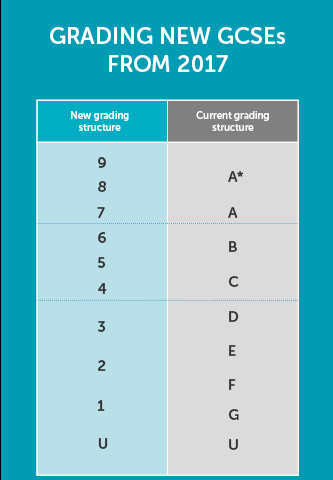 GRADING NEW GCSEs
FROM 2017
New grading
structure
Current grading
structure
9
8
7
6
5
4
3
2
1
U
A*
A
B
C
D
E
F
G
U